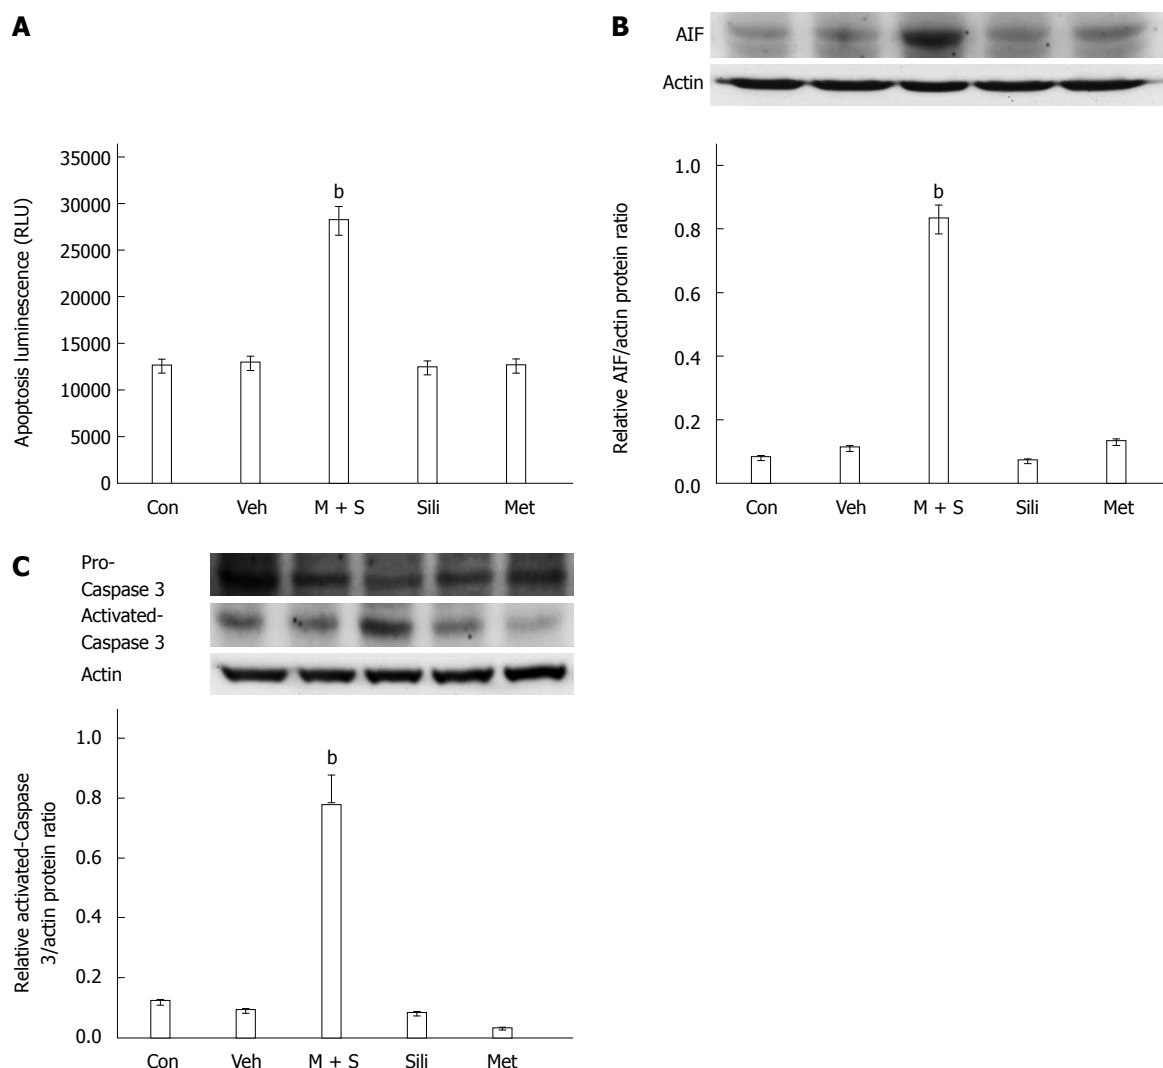 A
Apoptosis luminescence (RLU)
35000
30000
25000
20000
15000
10000
5000
0
b
Con Veh M + S Sili Met
B
AIF
Actin
Relative AIF/actin protein ratio
1.0
0.8
0.6
0.4
0.2
0.0
b
Con Veh M + S Sili Met
C
Pro-
Caspase 3
Activated-
Caspase 3
Actin
Relative activated-Caspase
3/actin protein ratio
1.0
0.8
0.6
0.4
0.2
0.0
b
Con Veh M + S Sili Met